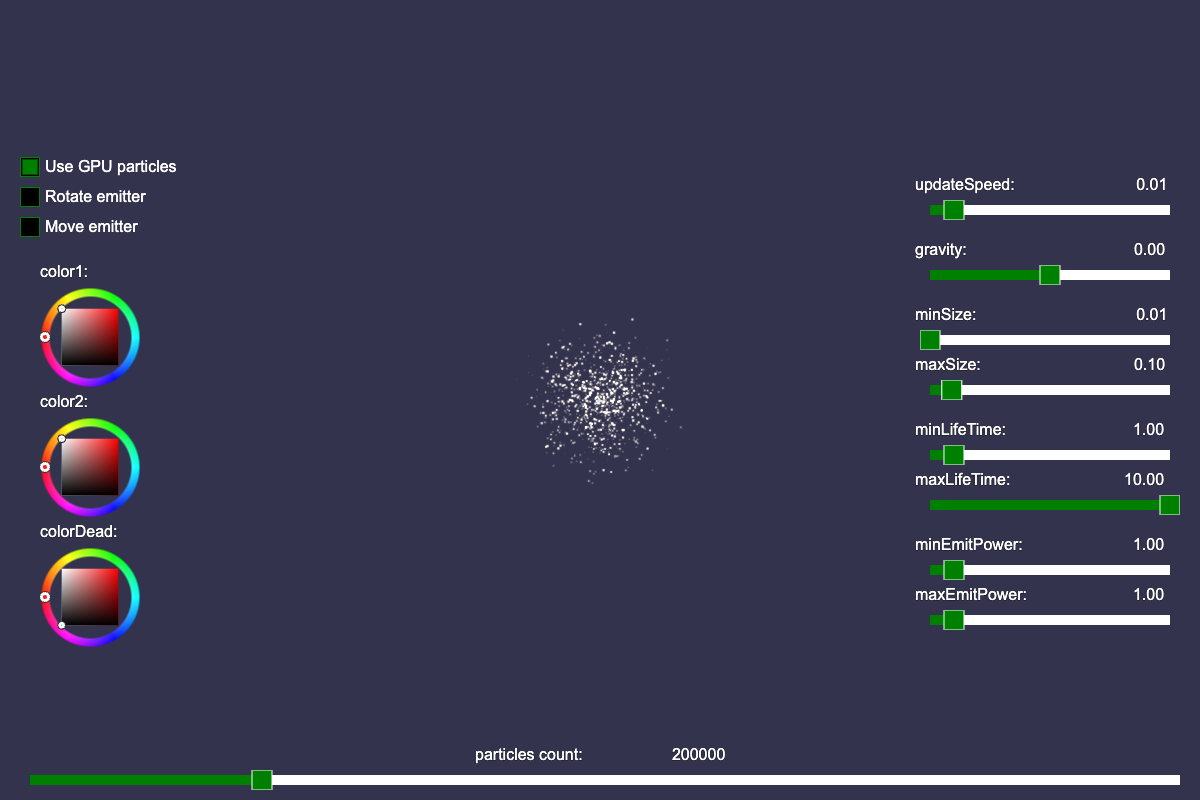 Use GPU particles
Rotate emitter
Move emitter
color1:
color2:
colorDead:
updateSpeed: 0.01
gravity: 0.00
minSize: 0.01
maxSize: 0.10
minLifeTime: 1.00
maxLifeTime: 10.00
minEmitPower: 1.00
maxEmitPower: 1.00
particles count: 200000